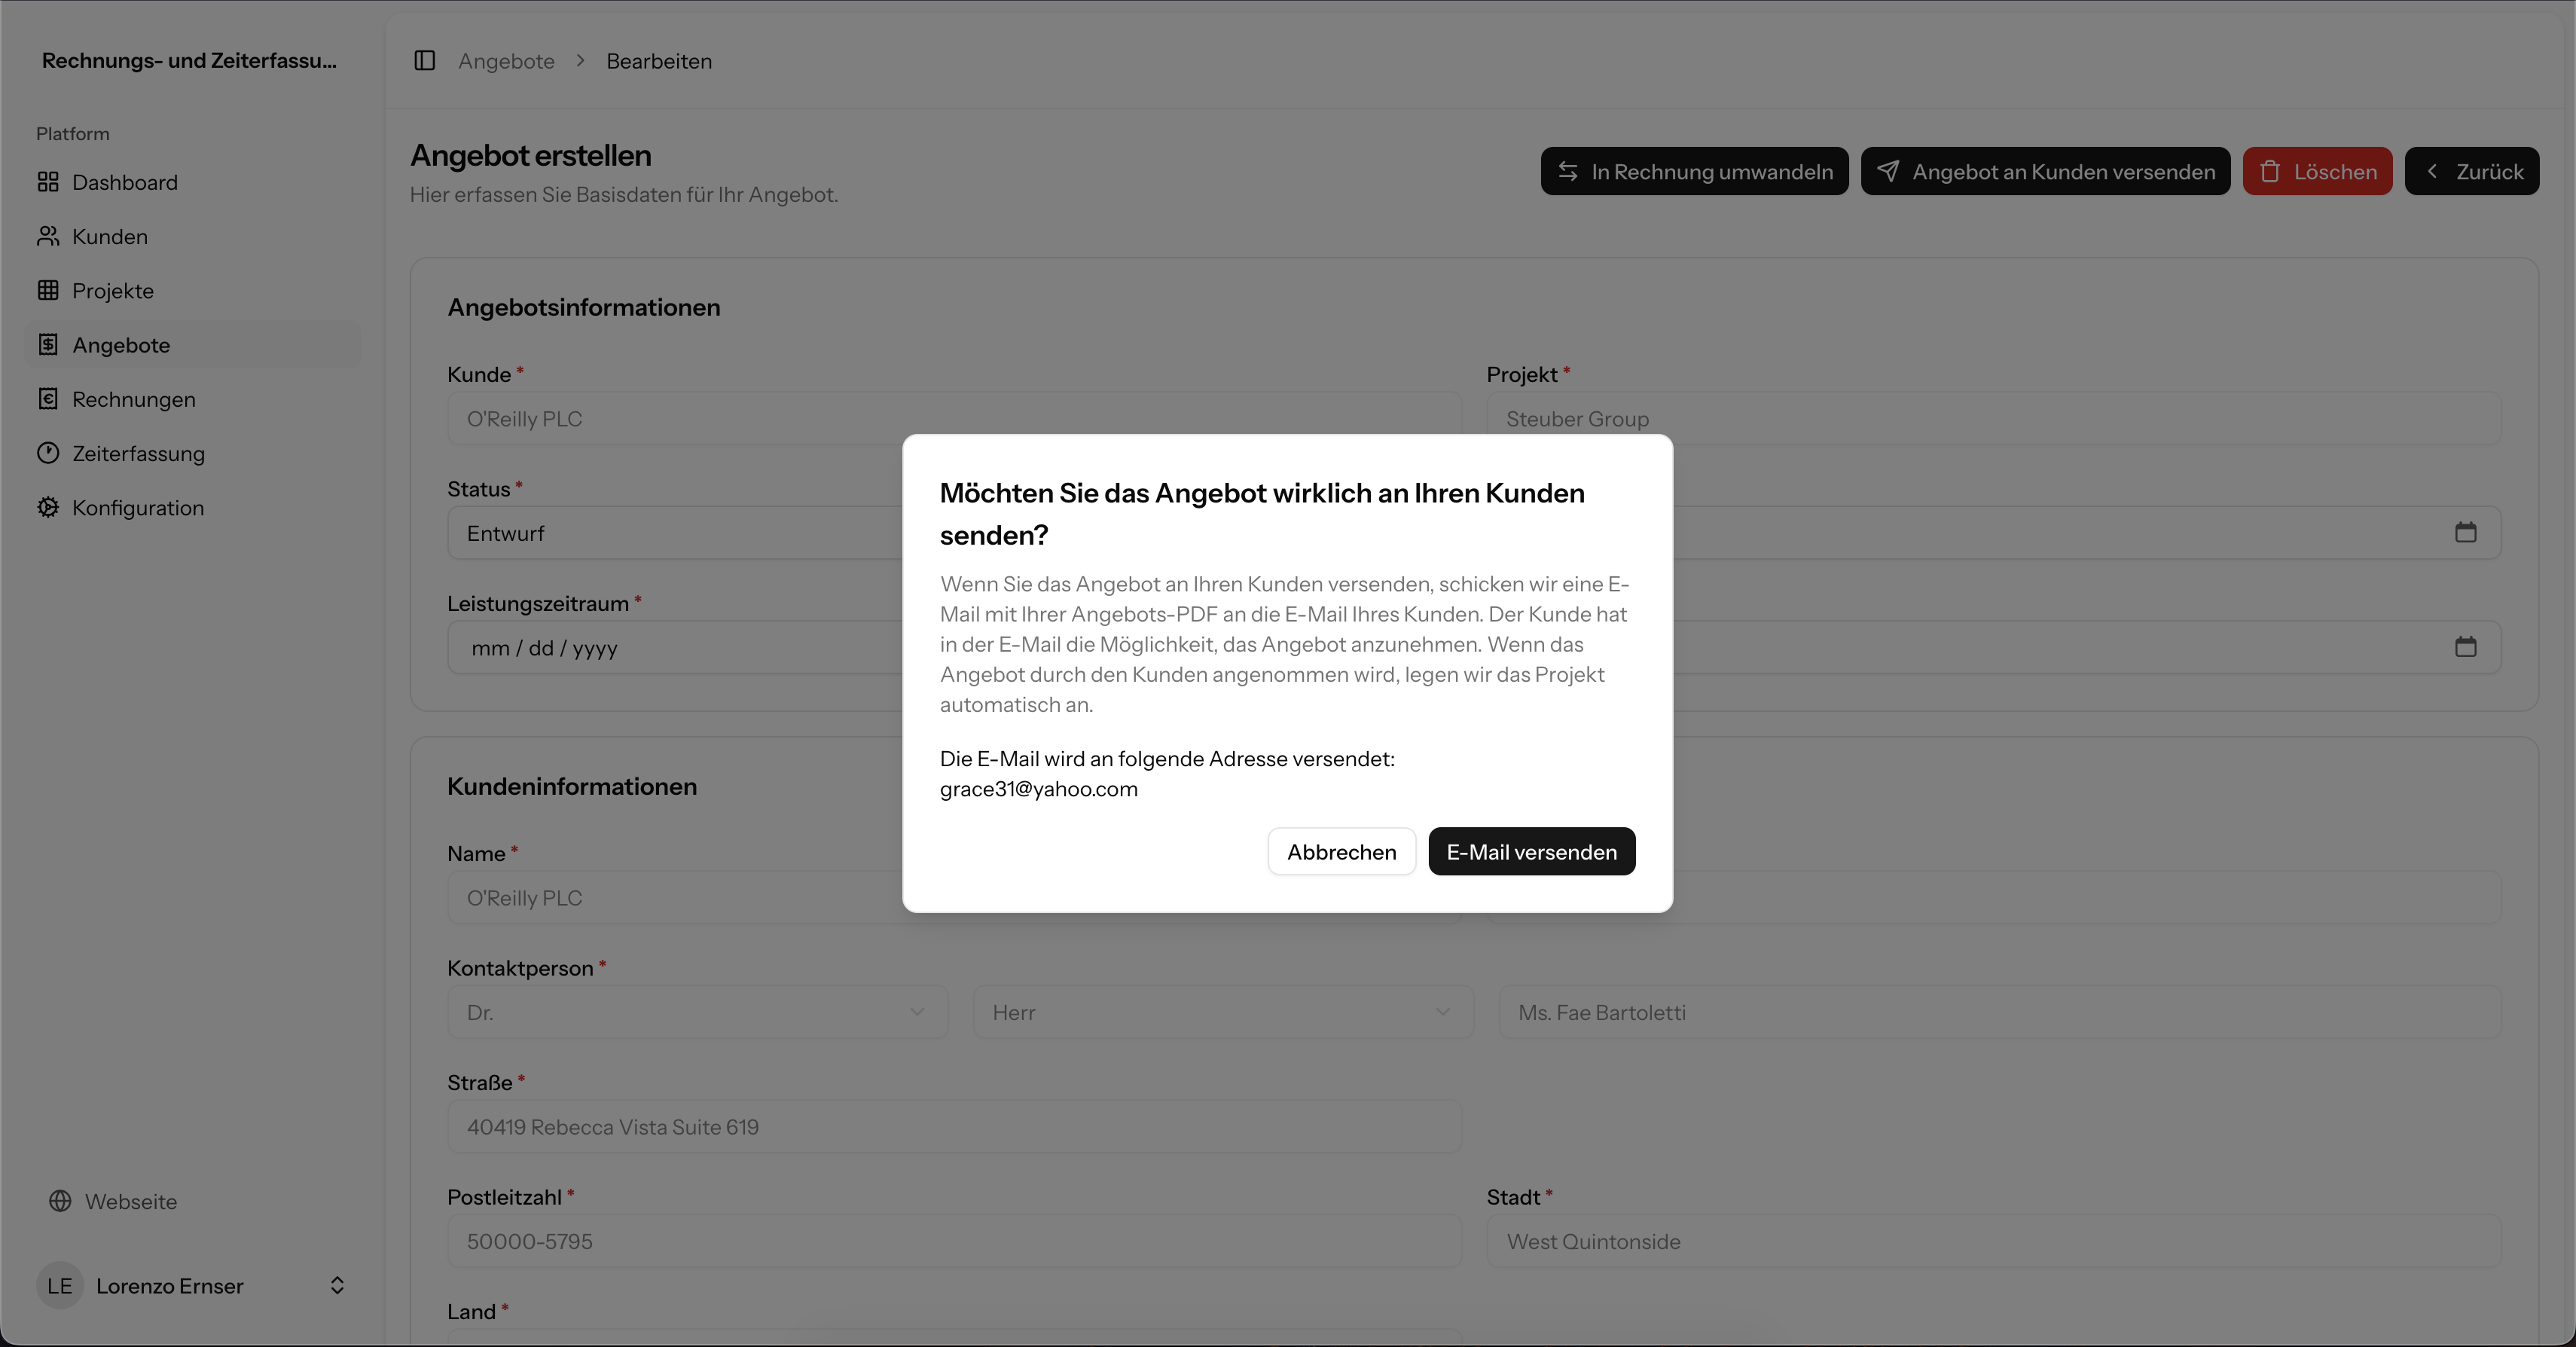 Rechnungs- und Zeiterfassu...
Platform
Dashboard
Kunden
Projekte
Angebote
Rechnungen
Zeiterfassung
Konfiguration
Webseite
LE Lorenzo Ernser
Angebote > Bearbeiten
Angebot erstellen
Hier erfassen Sie Basisdaten für Ihr Angebot.
In Rechnung umwandeln
Angebot an Kunden versenden
Löschen
Zurück
Angebotsinformationen
Kunde *
O'Reilly PLC
Projekt *
Steuber Group
Status *
Entwurf
Leistungszeitraum *
mm / dd / yyyy
Möchten Sie das Angebot wirklich an Ihren Kunden
senden?
Wenn Sie das Angebot an Ihren Kunden versenden, schicken wir eine E-
Mail mit Ihrer Angebots-PDF an die E-Mail Ihres Kunden. Der Kunde hat
in der E-Mail die Möglichkeit, das Angebot anzunehmen. Wenn das
Angebot durch den Kunden angenommen wird, legen wir das Projekt
automatisch an.
Die E-Mail wird an folgende Adresse versendet:
grace31@yahoo.com
Abbrechen
E-Mail versenden
Kundeninformationen
Name *
O'Reilly PLC
Kontaktperson *
Dr.
Herr
Ms. Fae Bartoletti
Straße *
40419 Rebecca Vista Suite 619
Postleitzahl *
50000-5795
Stadt *
West Quintonside
Land *